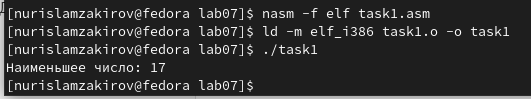 [nurislamzakirov@fedora lab07]$ nasm -f elf task1.asm
[nurislamzakirov@fedora lab07]$ ld -m elf_i386 task1.o -o task1
[nurislamzakirov@fedora lab07]$ ./task1
Наименьшее число: 17
[nurislamzakirov@fedora lab07]$